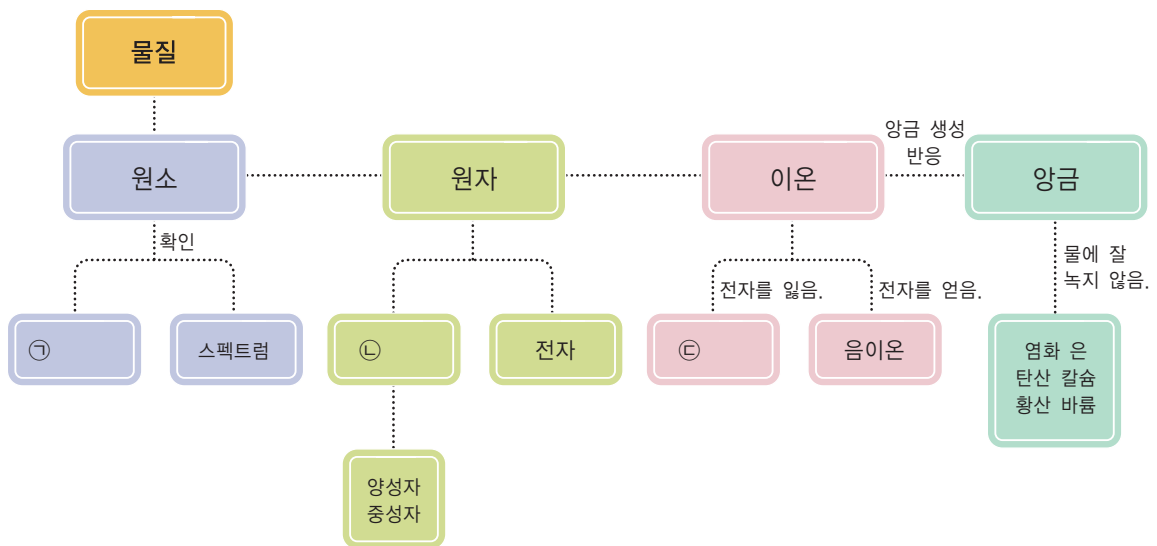 물질
원소
원자
이온
앙금 생성
반응
앙금
확인
전자를 잃음.
전자를 얻음.
물에 잘
녹지 않음.
㉠
스펙트럼
㉡
전자
㉢
음이온
염화 은
탄산 칼슘
황산 바륨
양성자
중성자